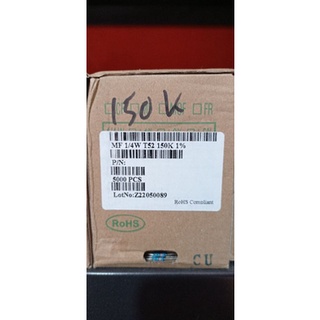 150K
MF 1/4W T52 150K 1%
P/N:
5000 PCS
LotNo:Z22050089
RoHS Compliant
RoHS
CU